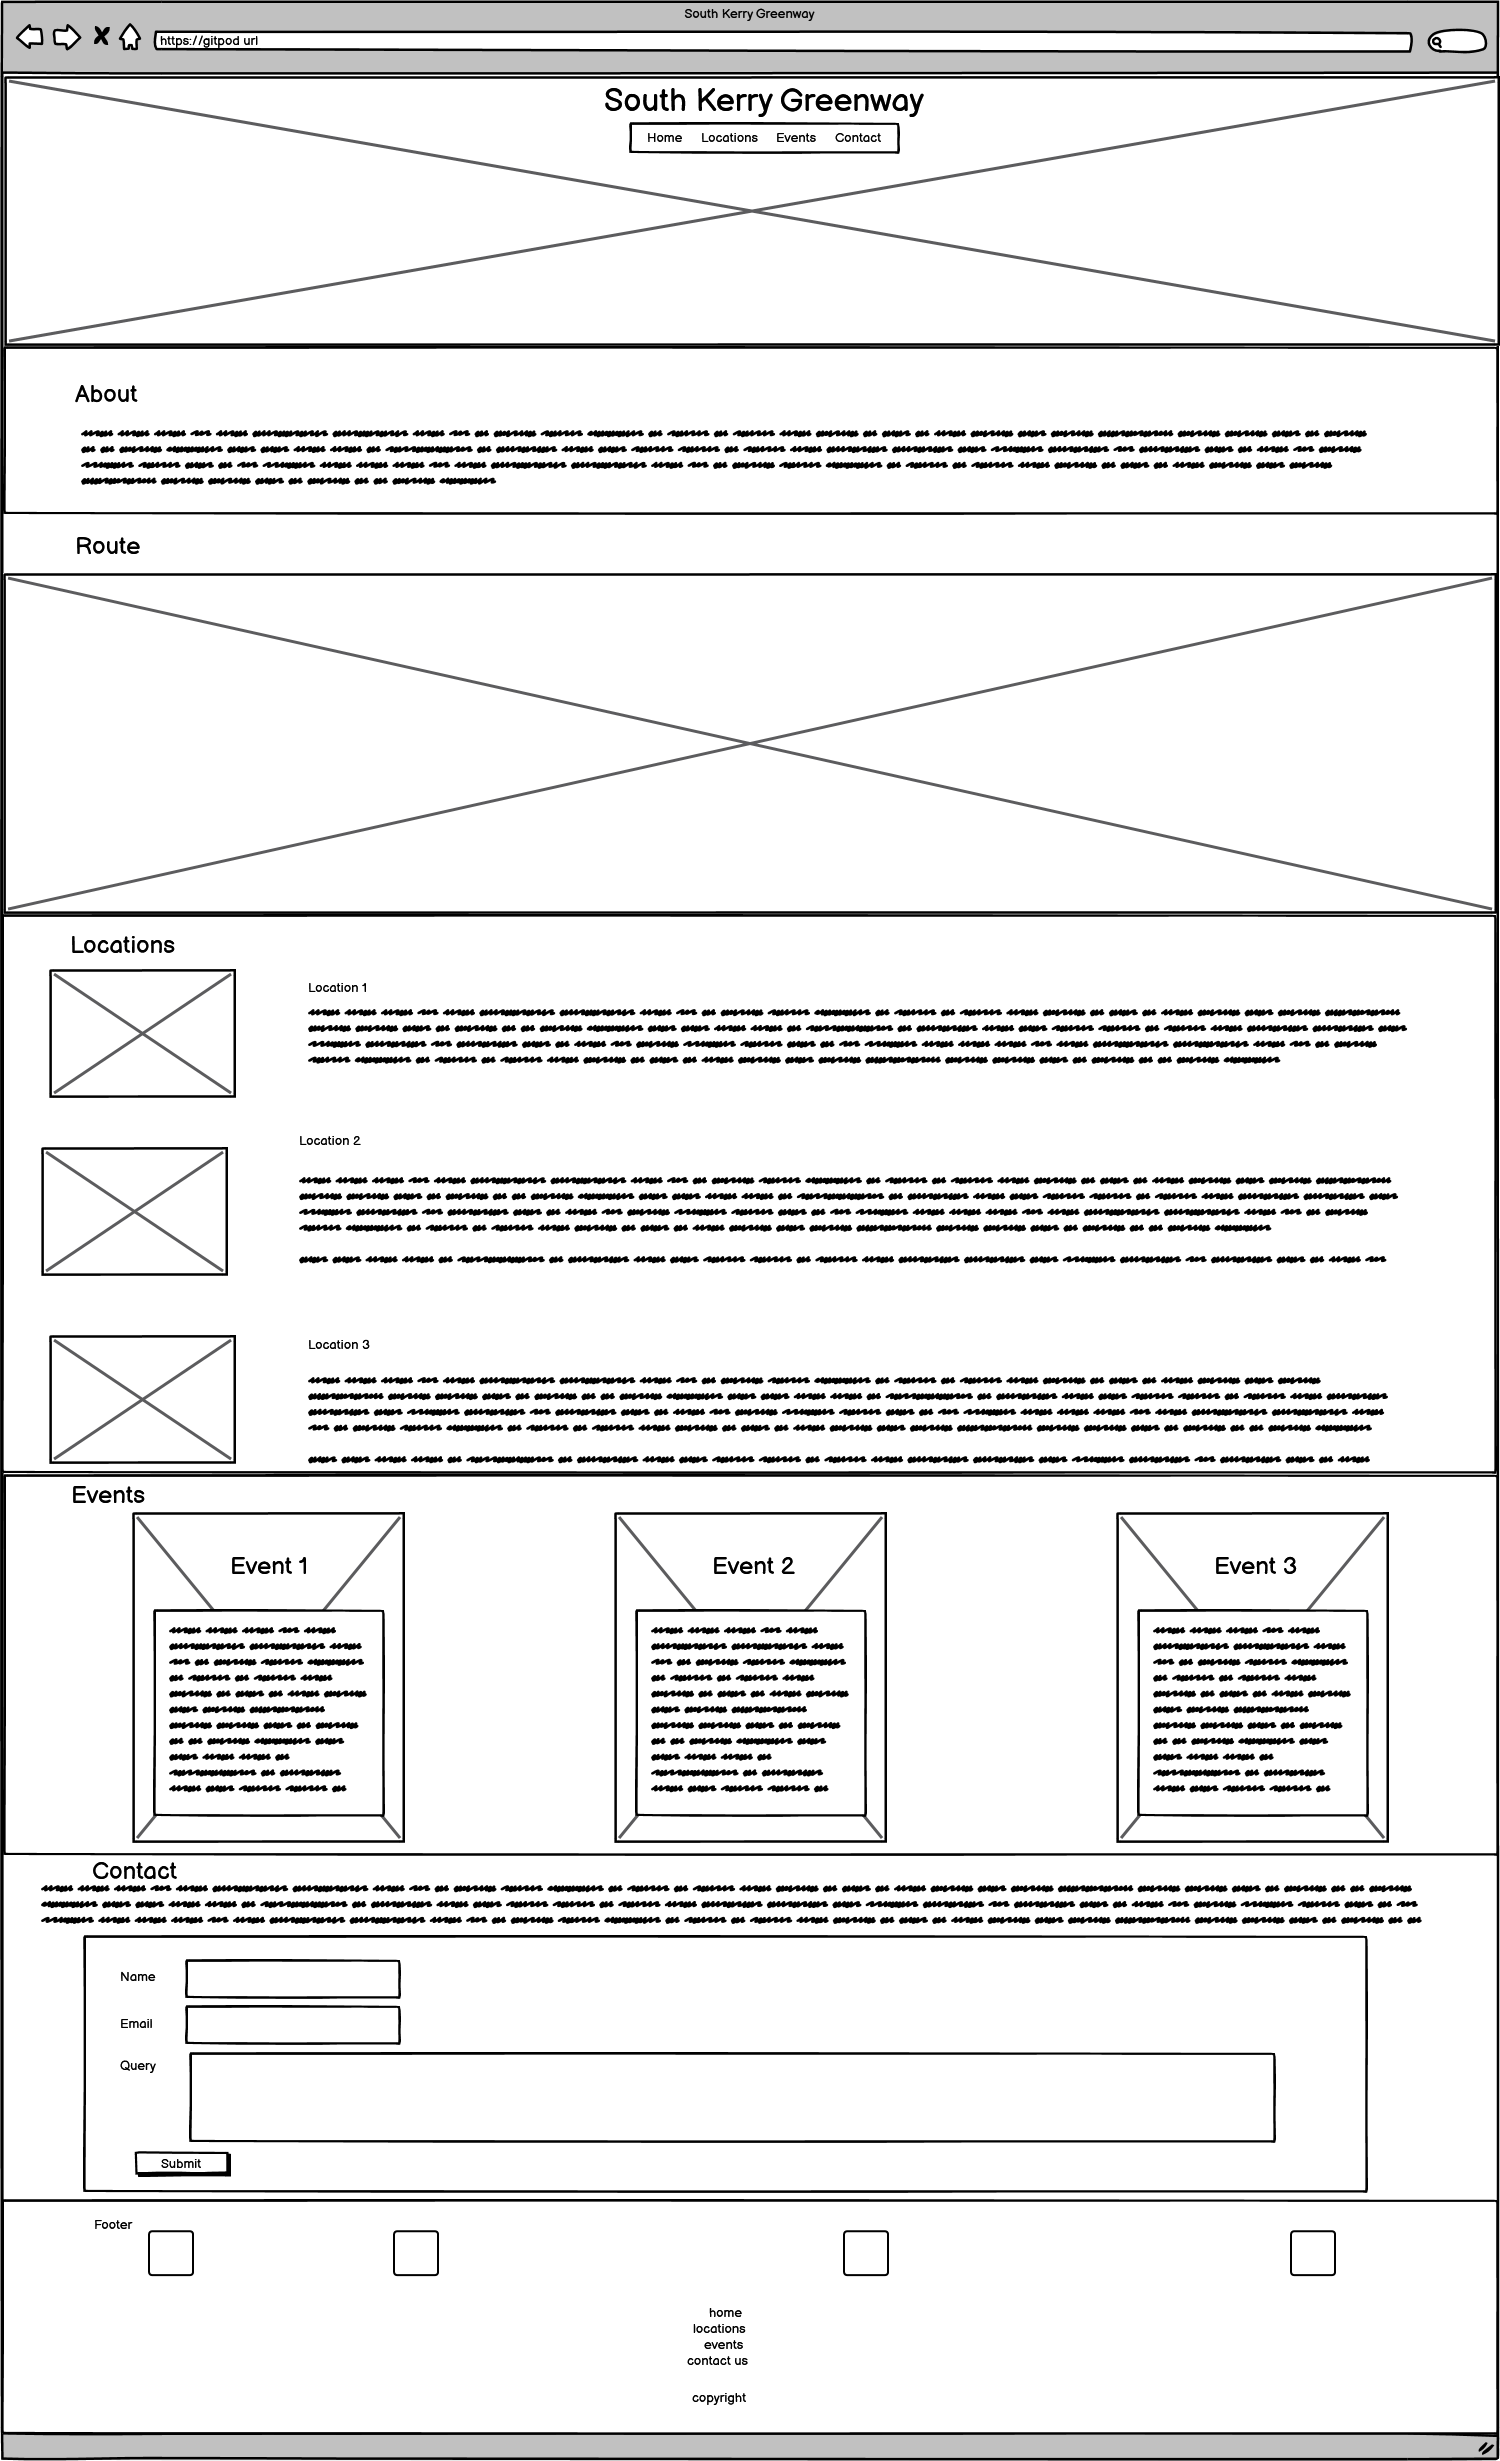 South Kerry Greenway
https://gitpod url
South Kerry Greenway
Home Locations Events Contact
About
Route
Locations
Location 1
Location 2
Location 3
Events
Event 1 Event 2 Event 3
Contact
Name
Email
Query
Submit
Footer
home
locations
events
contact us
copyright